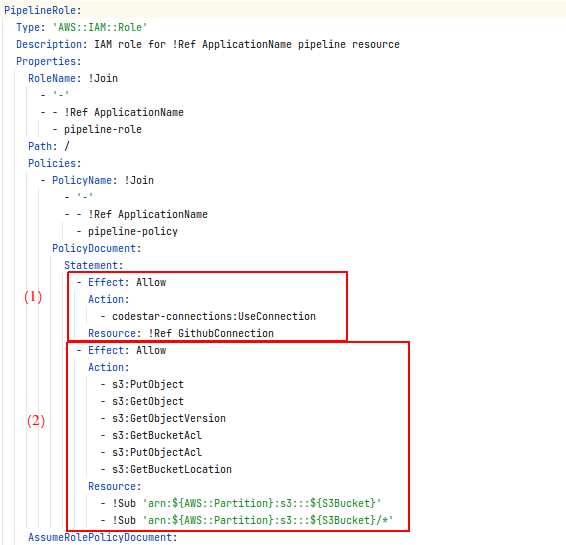 PipelineRole:
Type: 'AWS::IAM::Role'
Description: IAM role for !Ref ApplicationName pipeline resource
Properties:
RoleName: !Join
- '-'
- - !Ref ApplicationName
- pipeline-role
Path: /
Policies:
- PolicyName: !Join
- '-'
- - !Ref ApplicationName
- pipeline-policy
PolicyDocument:
Statement:
(1) - Effect: Allow
Action:
- codestar-connections:UseConnection
Resource: !Ref GithubConnection
(2) - Effect: Allow
Action:
- s3:PutObject
- s3:GetObject
- s3:GetObjectVersion
- s3:GetBucketAcl
- s3:PutObjectAcl
- s3:GetBucketLocation
Resource:
- !Sub 'arn:${AWS::Partition}:s3:::${S3Bucket}'
- !Sub 'arn:${AWS::Partition}:s3:::${S3Bucket}/*'
AssumeRolePolicyDocument: